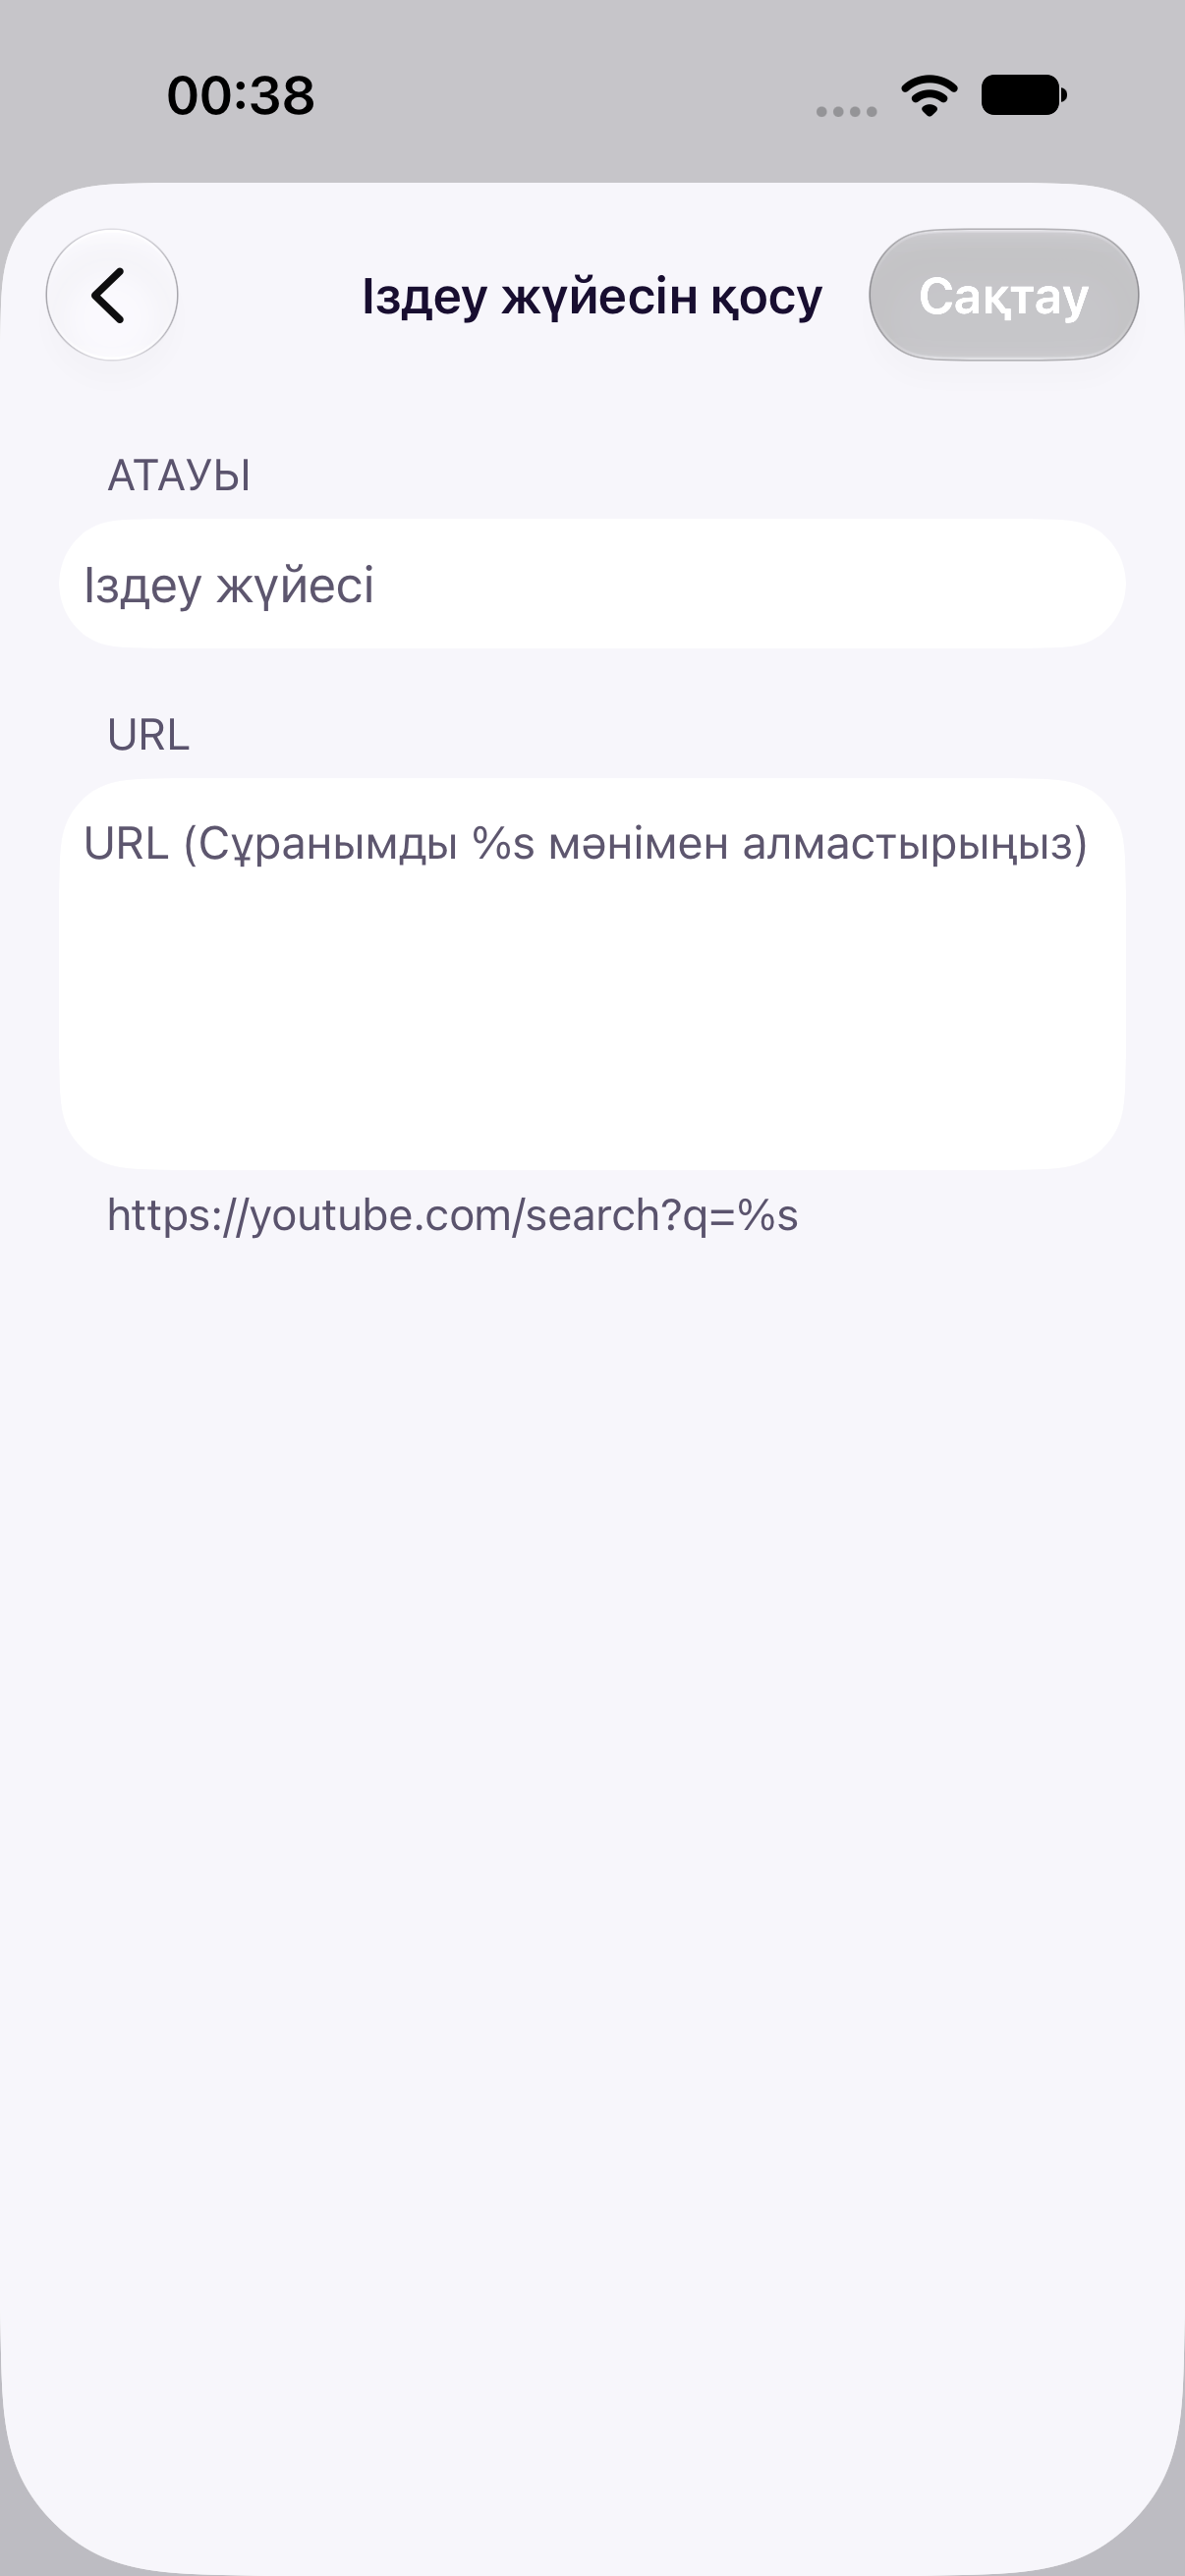 00:38
Іздеу жүйесін қосу
Сақтау
АТАУЫ
Іздеу жүйесі
URL
URL (Сұранымды %s мәнімен алмастырыңыз)
https://youtube.com/search?q=%s